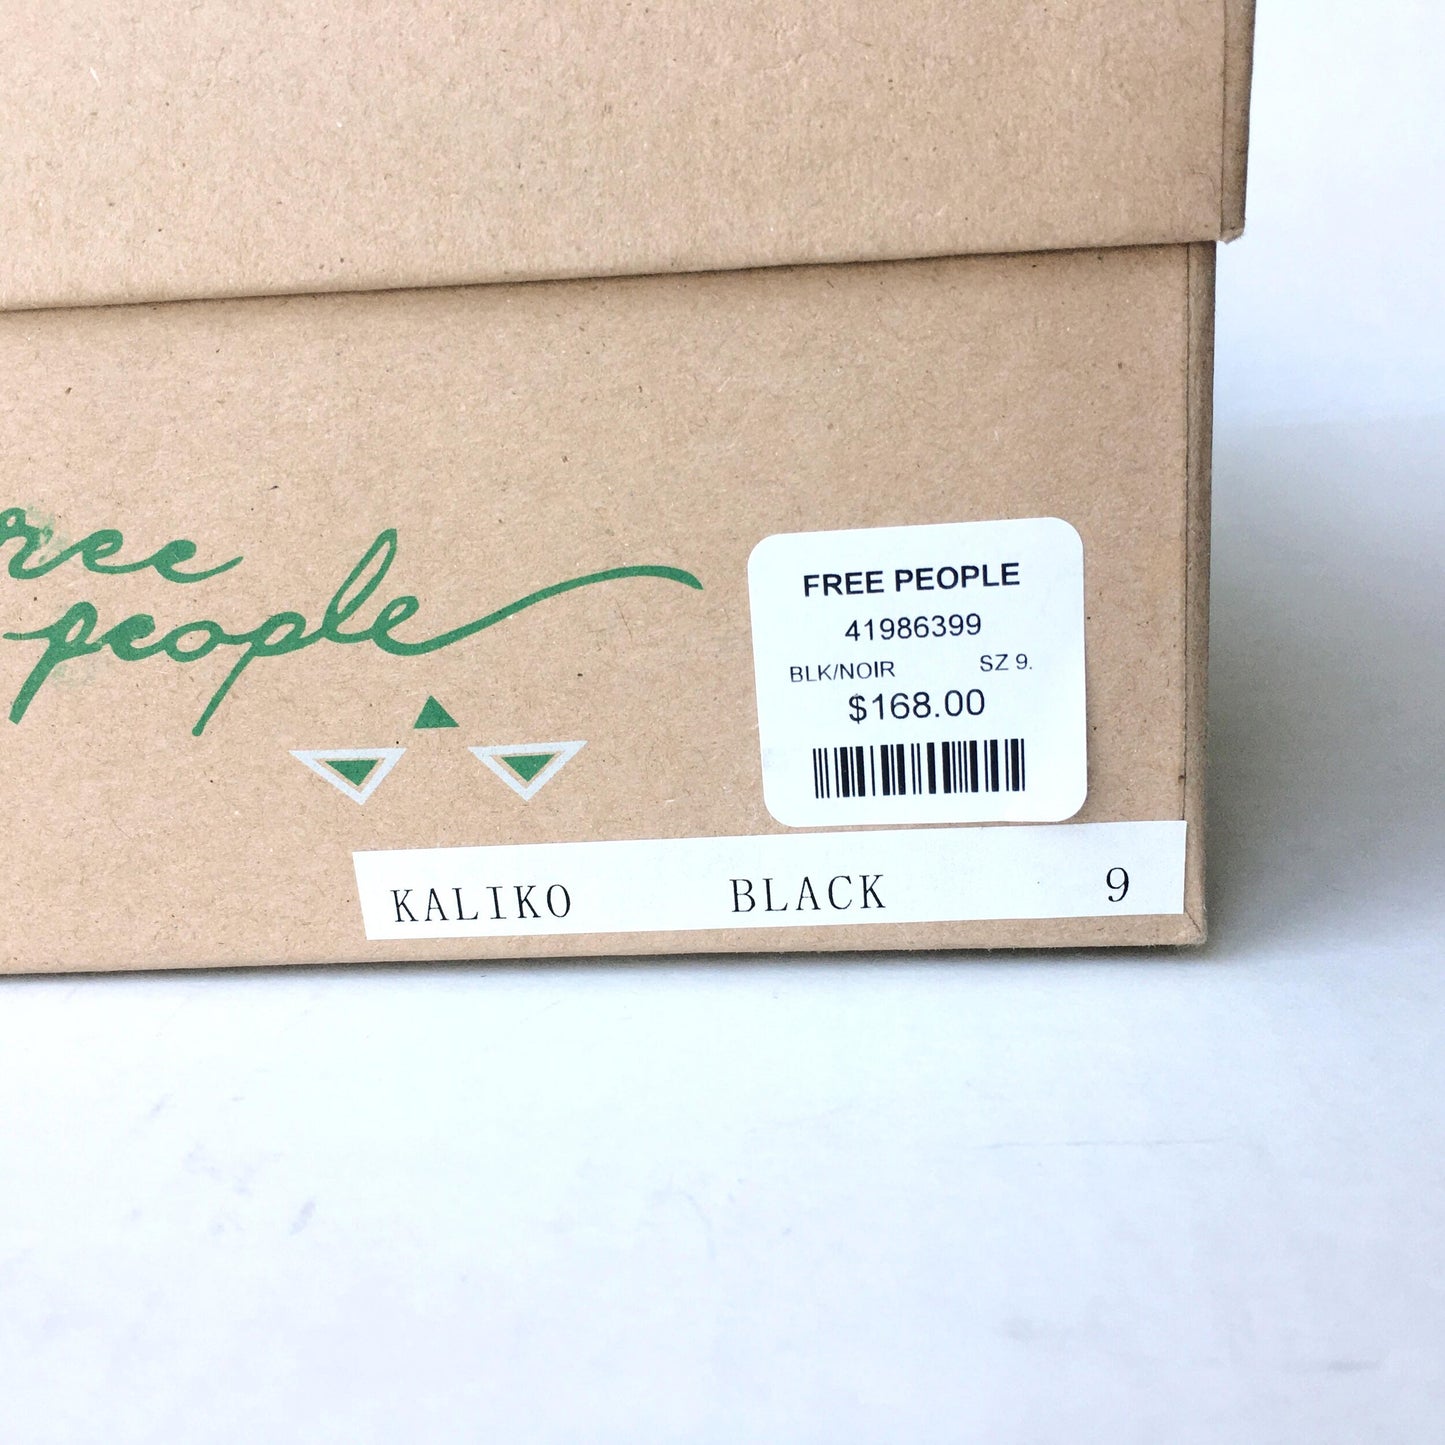 ree
people
FREE PEOPLE
41986399
BLK/NOIR SZ 9.
$168.00
KALIKO BLACK 9